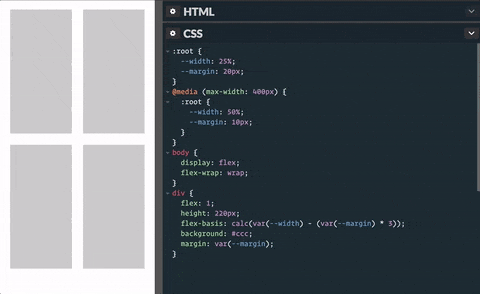 HTML
CSS
:root {
--width: 25%;
--margin: 20px;
}
@media (max-width: 400px) {
:root {
--width: 50%;
--margin: 10px;
}
}
body {
display: flex;
flex-wrap: wrap;
}
div {
flex: 1;
height: 220px;
flex-basis: calc(var(--width) - (var(--margin) * 3));
background: #ccc;
margin: var(--margin);
}